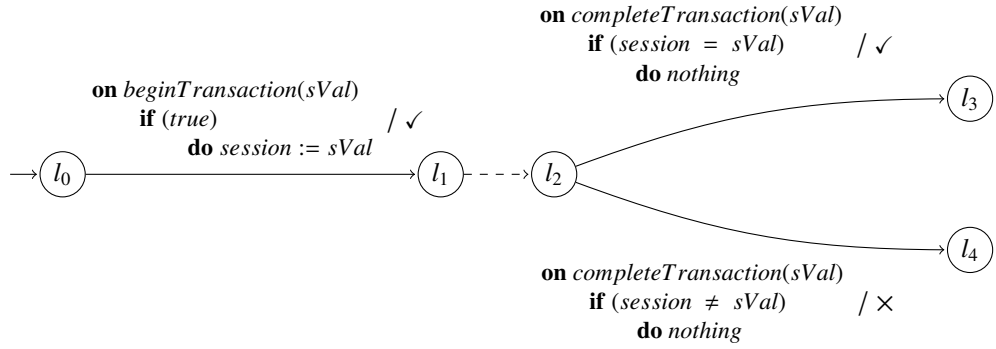 on completeTransaction(sVal)
if (session = sVal) / ✓
do nothing
on beginTransaction(sVal)
if (true) / ✓
do session := sVal
l₀
l₁
l₂
l₃
l₄
on completeTransaction(sVal)
if (session ≠ sVal) / ×
do nothing